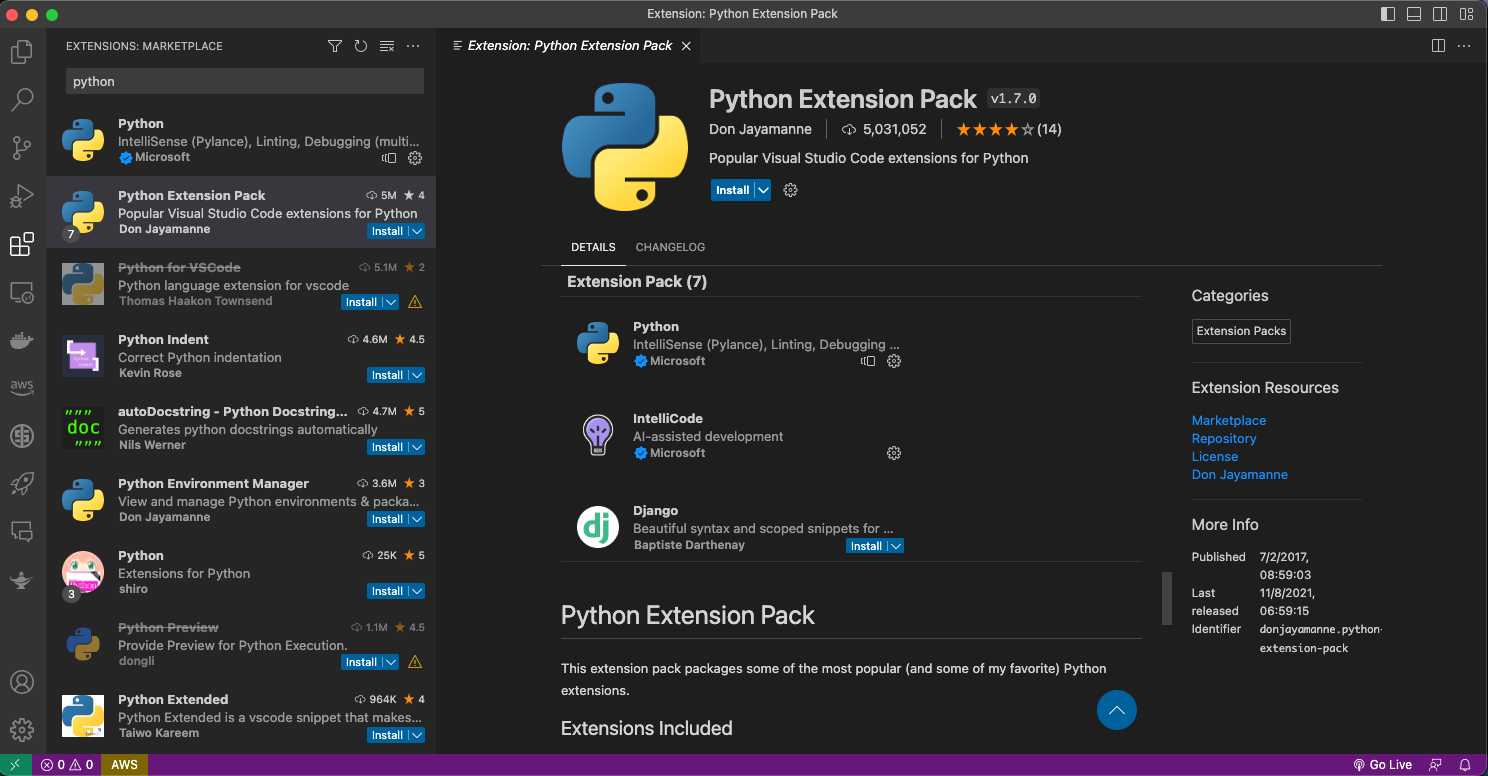 Extension: Python Extension Pack
EXTENSIONS: MARKETPLACE
python
Python
IntelliSense (Pylance), Linting, Debugging (multi...
Microsoft
Python Extension Pack 5M 4
Popular Visual Studio Code extensions for Python
7
Don Jayamanne Install
Python for VSCode 5.1M 2
Python language extension for vscode
Thomas Haakon Townsend Install
Python Indent 4.6M 4.5
Correct Python indentation
Kevin Rose Install
autoDocstring - Python Docstring... 4.7M 5
""" doc """
Generates python docstrings automatically
Nils Werner Install
Python Environment Manager 3.6M 3
View and manage Python environments & packa...
Don Jayamanne Install
Python 25K 5
Extensions for Python
3
shiro Install
Python Preview 1.1M 4.5
Provide Preview for Python Execution.
dongli Install
Python Extended 964K 4
Python Extended is a vscode snippet that makes...
Taiwo Kareem Install
aws
Extension: Python Extension Pack
Python Extension Pack v1.7.0
Don Jayamanne 5,031,052 (14)
Popular Visual Studio Code extensions for Python
Install
DETAILS CHANGELOG
Extension Pack (7)
Python
IntelliSense (Pylance), Linting, Debugging ...
Microsoft
IntelliCode
AI-assisted development
Microsoft
dj
Django
Beautiful syntax and scoped snippets for ...
Baptiste Darthenay Install
Python Extension Pack
This extension pack packages some of the most popular (and some of my favorite) Python
extensions.
Extensions Included
Categories
Extension Packs
Extension Resources
Marketplace
Repository
License
Don Jayamanne
More Info
Published 7/2/2017,
08:59:03
Last 11/8/2021,
released 06:59:15
Identifier donjayamanne.python-
extension-pack
0 0 AWS Go Live